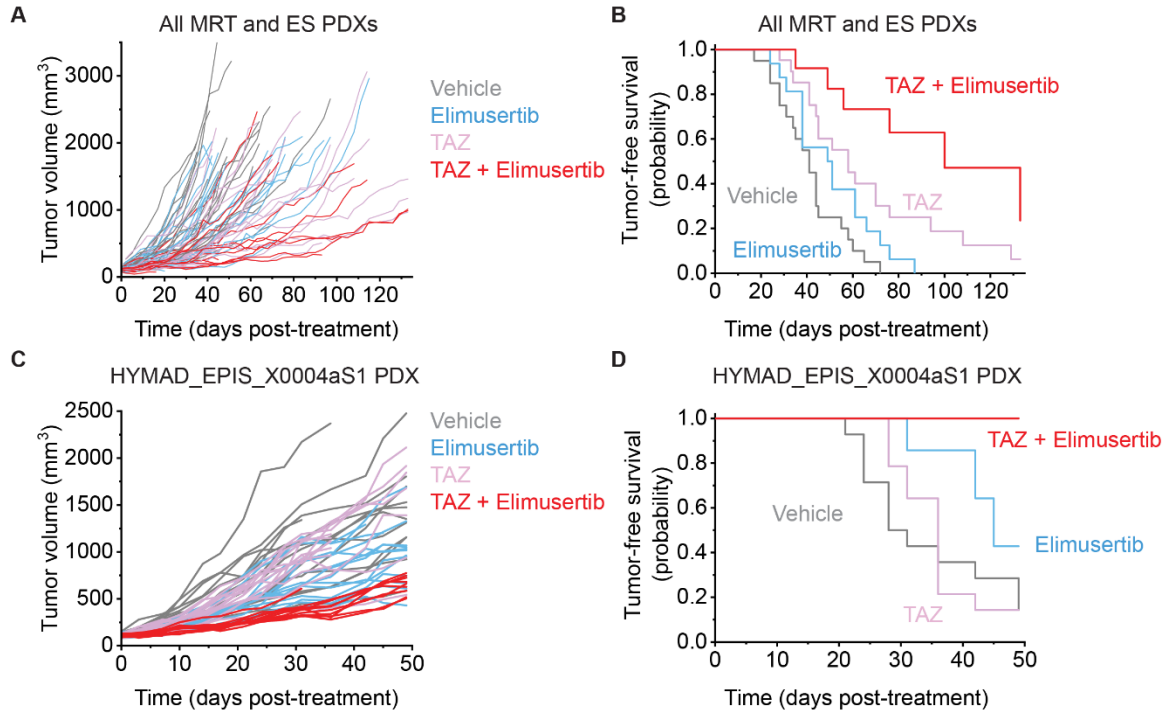 A
All MRT and ES PDXs
Tumor volume (mm³)
3000
2000
1000
0
0 20 40 60 80 100 120
Time (days post-treatment)
Vehicle
Elimusertib
TAZ
TAZ + Elimusertib
B
All MRT and ES PDXs
Tumor-free survival
(probability)
1.0
0.8
0.6
0.4
0.2
0.0
0 20 40 60 80 100 120
Time (days post-treatment)
TAZ + Elimusertib
Vehicle
TAZ
Elimusertib
C
HYMAD_EPIS_X0004aS1 PDX
Tumor volume (mm³)
2500
2000
1500
1000
500
0
0 10 20 30 40 50
Time (days post-treatment)
Vehicle
Elimusertib
TAZ
TAZ + Elimusertib
D
HYMAD_EPIS_X0004aS1 PDX
Tumor-free survival
(probability)
1.0
0.8
0.6
0.4
0.2
0.0
0 10 20 30 40 50
Time (days post-treatment)
TAZ + Elimusertib
Vehicle
Elimusertib
TAZ